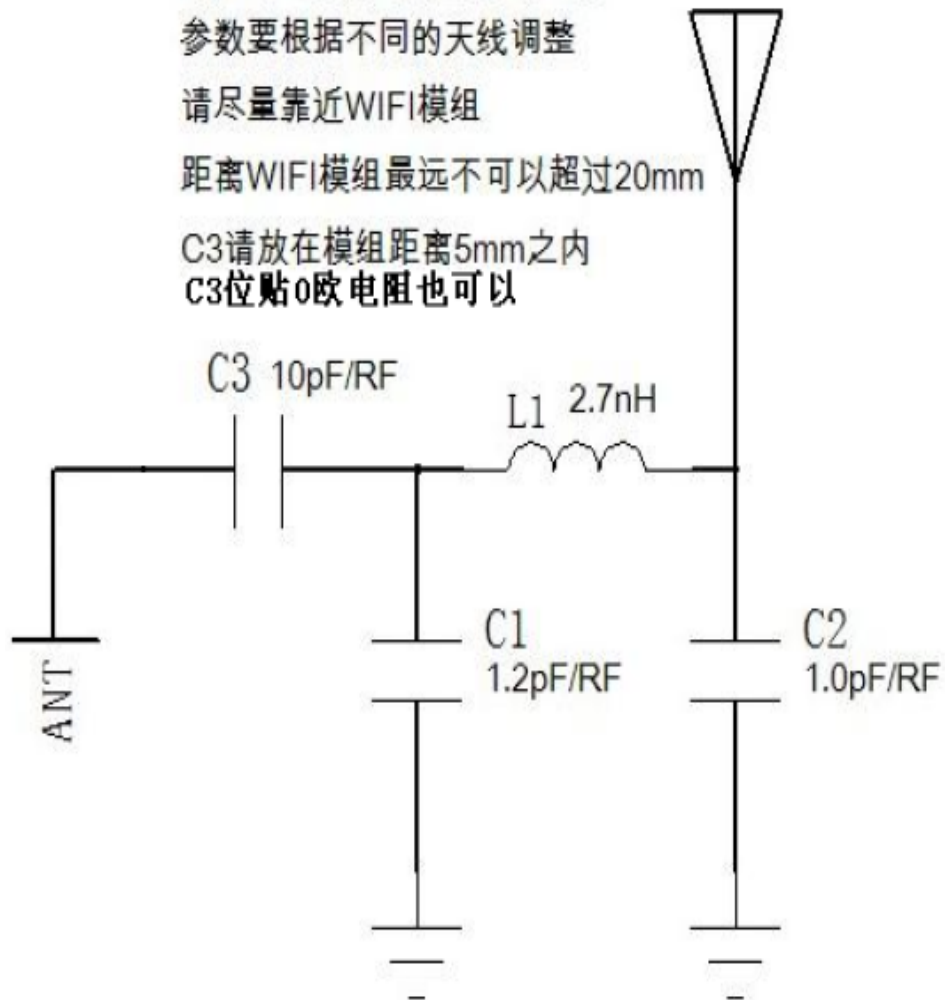 参数要根据不同的天线调整
请尽量靠近WIFI模组
距离WIFI模组最远不可以超过20mm
C3请放在模组距离5mm之内
C3位贴0欧电阻也可以
C3 10pF/RF
L1 2.7nH
C1
1.2pF/RF
C2
1.0pF/RF
ANT